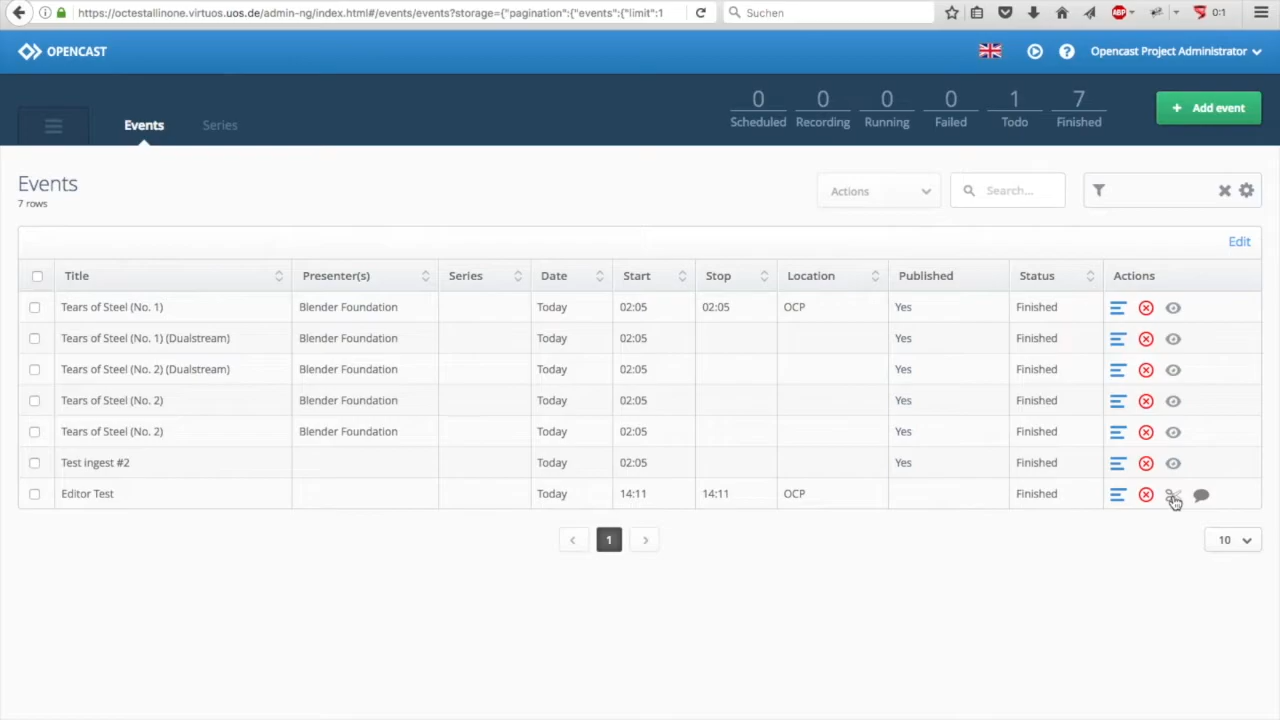 https://octestallinone.virtuos.uos.de/admin-ng/index.html#/events/events?storage={"pagination":{"events":{"limit":1
Suchen
ABP
0:1
OPENCAST
Opencast Project Administrator
Events
Series
0
0
0
0
1
7
Scheduled
Recording
Running
Failed
Todo
Finished
+ Add event
Events
7 rows
Actions
Search...
Edit
Title Presenter(s) Series Date Start Stop Location Published Status Actions
Tears of Steel (No. 1) Blender Foundation Today 02:05 02:05 OCP Yes Finished
Tears of Steel (No. 1) (Dualstream) Blender Foundation Today 02:05 Yes Finished
Tears of Steel (No. 2) (Dualstream) Blender Foundation Today 02:05 Yes Finished
Tears of Steel (No. 2) Blender Foundation Today 02:05 Yes Finished
Tears of Steel (No. 2) Blender Foundation Today 02:05 Yes Finished
Test ingest #2 Today 02:05 Yes Finished
Editor Test Today 14:11 14:11 OCP Finished
1
10